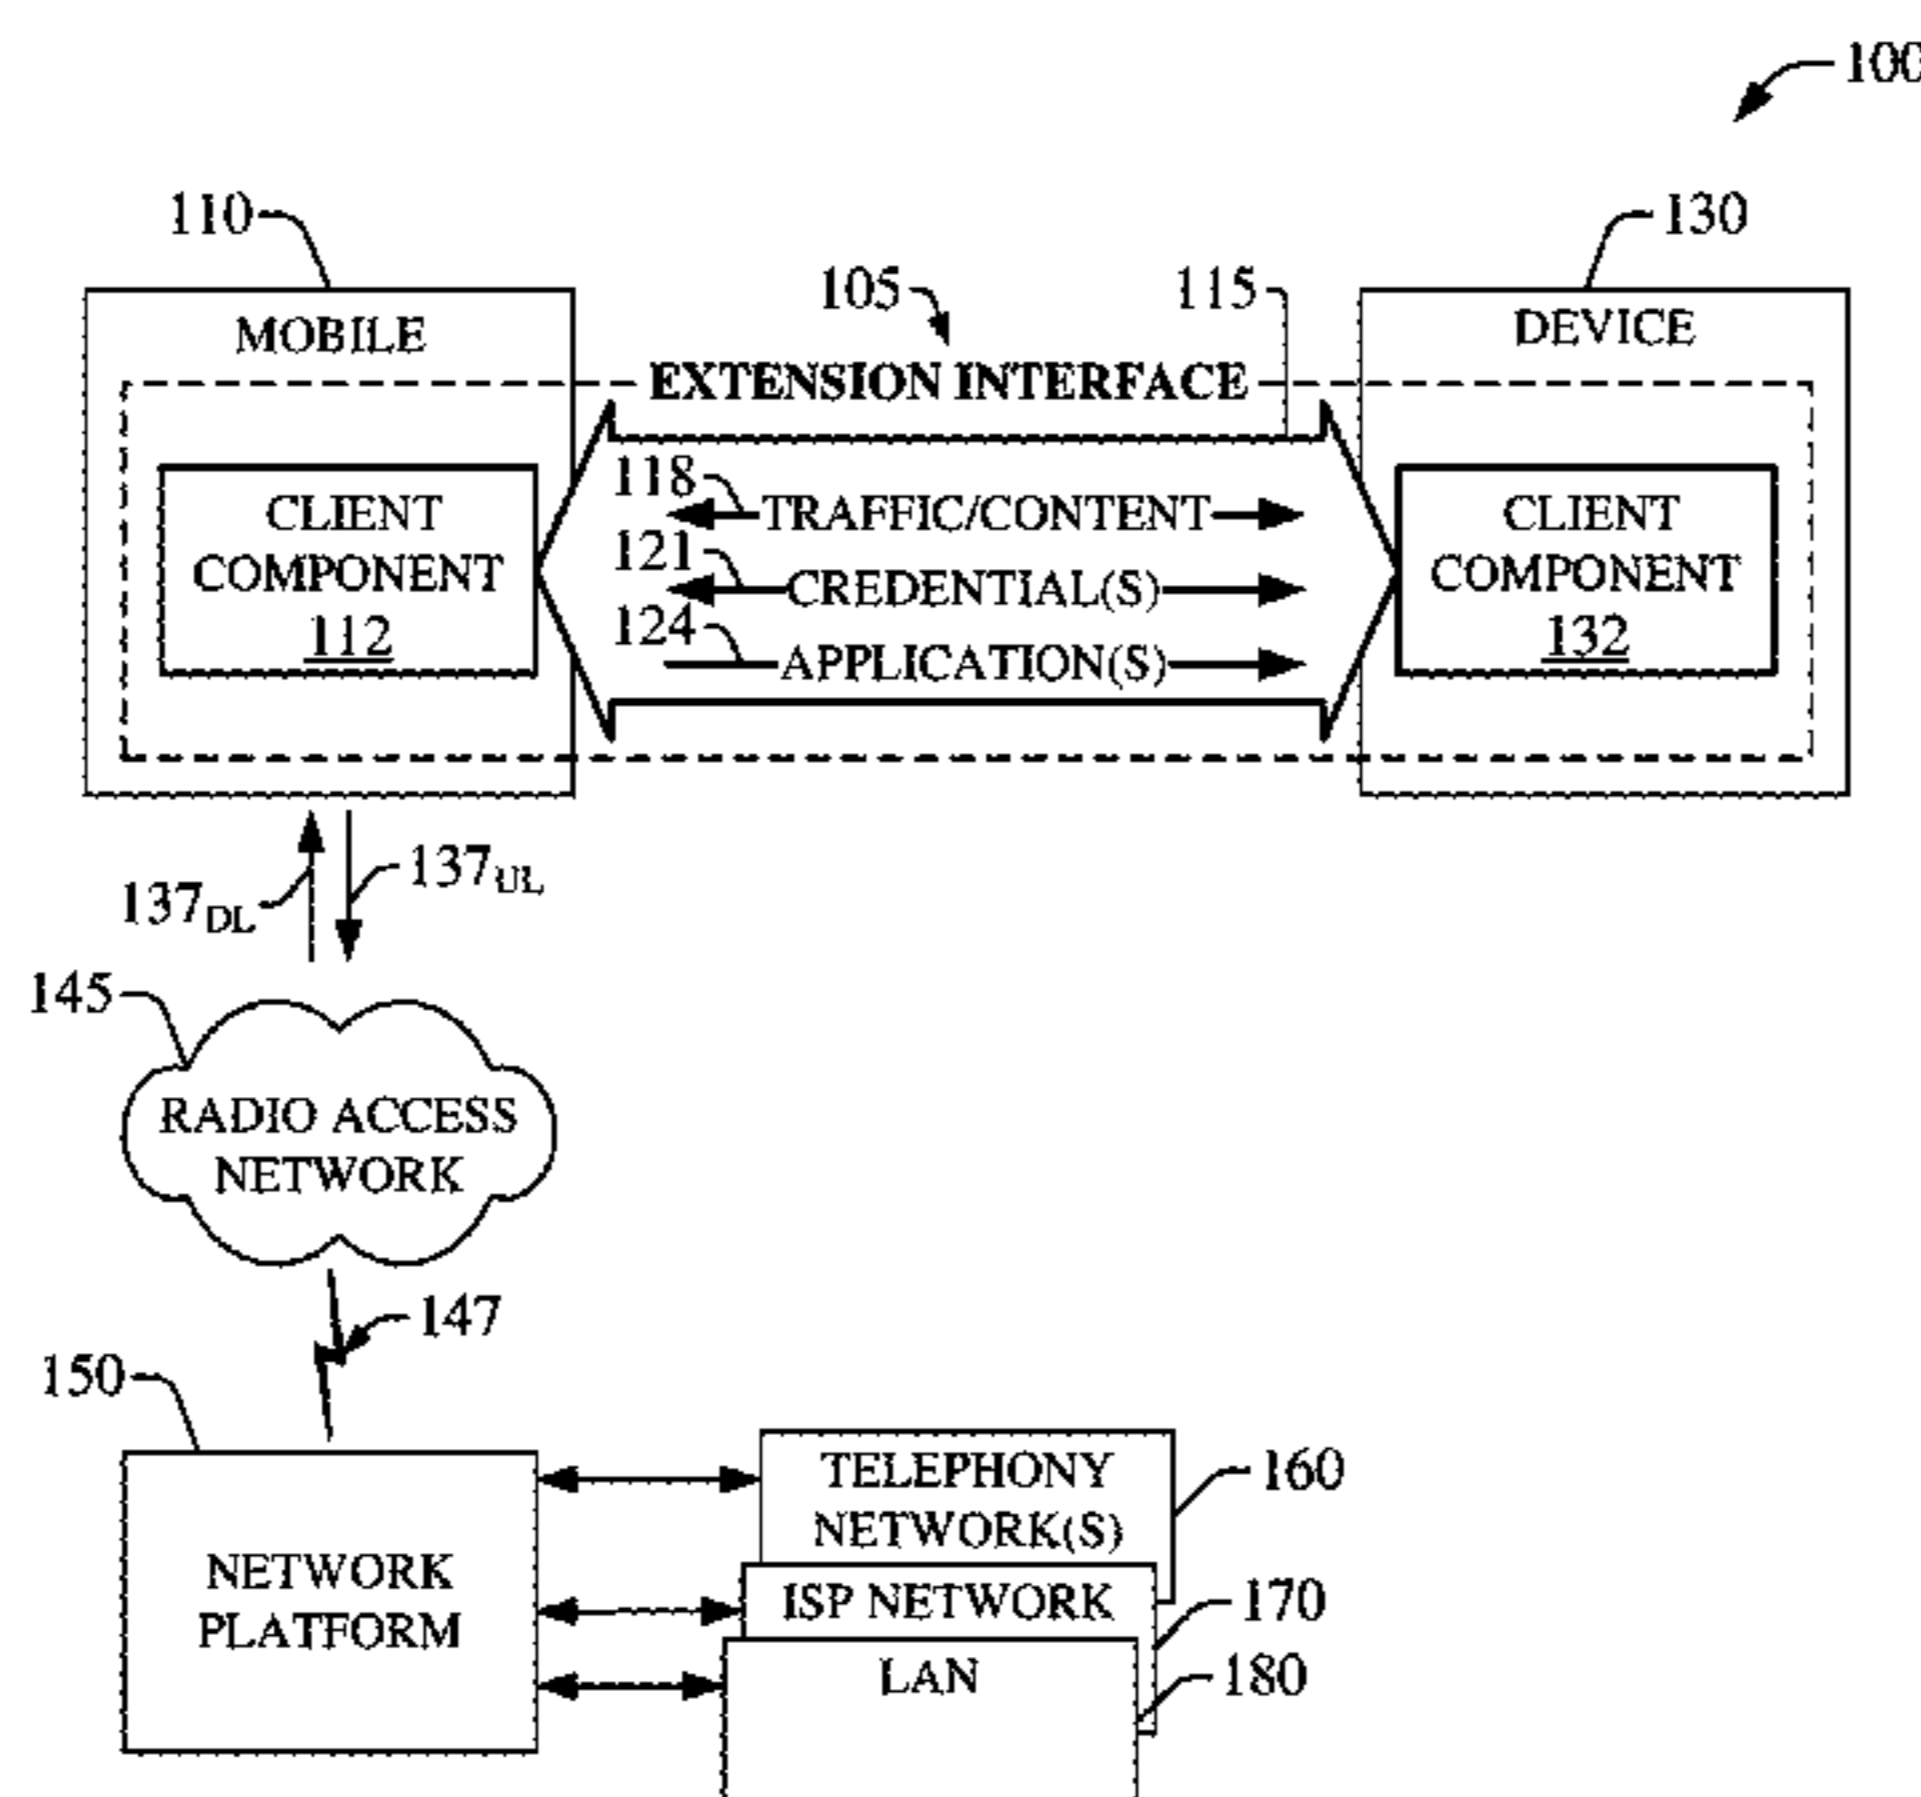 100
110
130
105
115
MOBILE
DEVICE
EXTENSION INTERFACE
118
TRAFFIC/CONTENT
CLIENT
COMPONENT
112
121
CREDENTIAL(S)
124
APPLICATION(S)
CLIENT
COMPONENT
132
137UL
137DL
145
RADIO ACCESS
NETWORK
147
150
NETWORK
PLATFORM
TELEPHONY
NETWORK(S)
160
ISP NETWORK
170
LAN
180